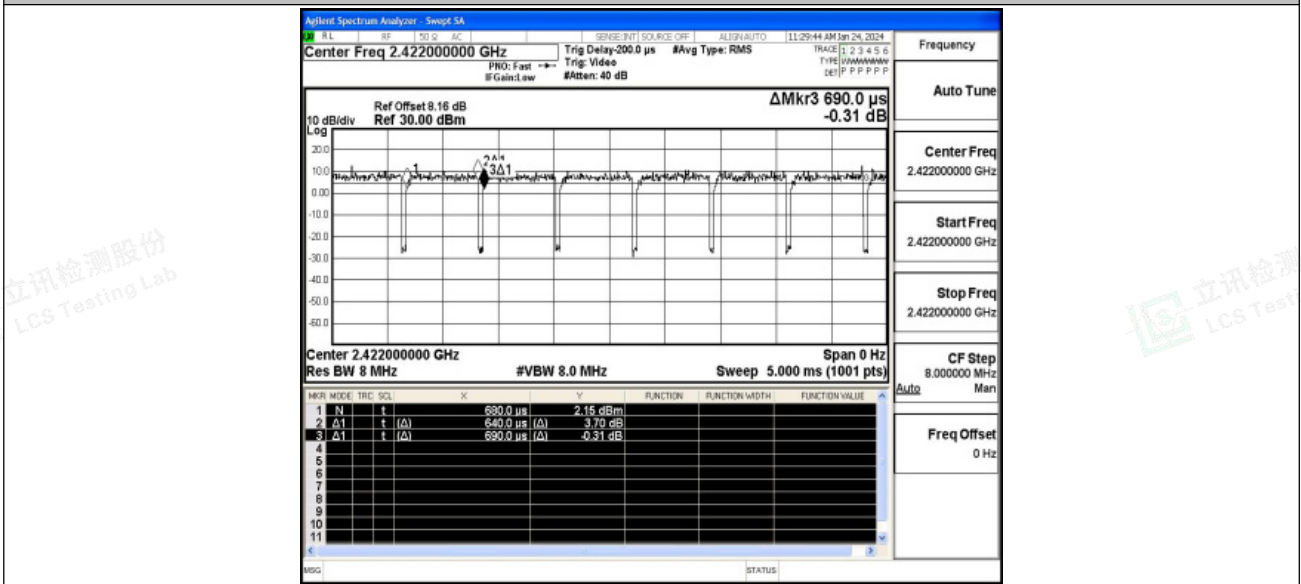 Agilent Spectrum Analyzer - Swept SA
RL RF 50 Ω AC SENSE:INT SOURCE OFF ALIGN AUTO 11:29:44 AM Jan 24, 2024
Center Freq 2.422000000 GHz
PNO: Fast
IFGain:Low
Trig Delay-200.0 µs
Trig: Video
#Atten: 40 dB
#Avg Type: RMS
TRACE 1 2 3 4 5 6
TYPE
DET P P P P P P
Frequency
Auto Tune
Center Freq
2.422000000 GHz
Start Freq
2.422000000 GHz
Stop Freq
2.422000000 GHz
CF Step
8.000000 MHz
Auto Man
Freq Offset
0 Hz
ΔMkr3 690.0 µs
-0.31 dB
Ref Offset 8.16 dB
10 dB/div Ref 30.00 dBm
Log
20.0
10.0
0.00
-10.0
-20.0
-30.0
-40.0
-50.0
-60.0
1
2Δ1
3Δ1
Center 2.422000000 GHz Span 0 Hz
Res BW 8 MHz #VBW 8.0 MHz Sweep 5.000 ms (1001 pts)
MKR MODE TRC SCL X Y FUNCTION FUNCTION WIDTH FUNCTION VALUE
1 N t 680.0 µs 2.15 dBm
2 Δ1 t (Δ) 640.0 µs (Δ) 3.70 dB
3 Δ1 t (Δ) 690.0 µs (Δ) -0.31 dB
4
5
6
7
8
9
10
11
MSG STATUS
立讯检测股份
LCS Testing Lab
立讯检测
LCS Testi